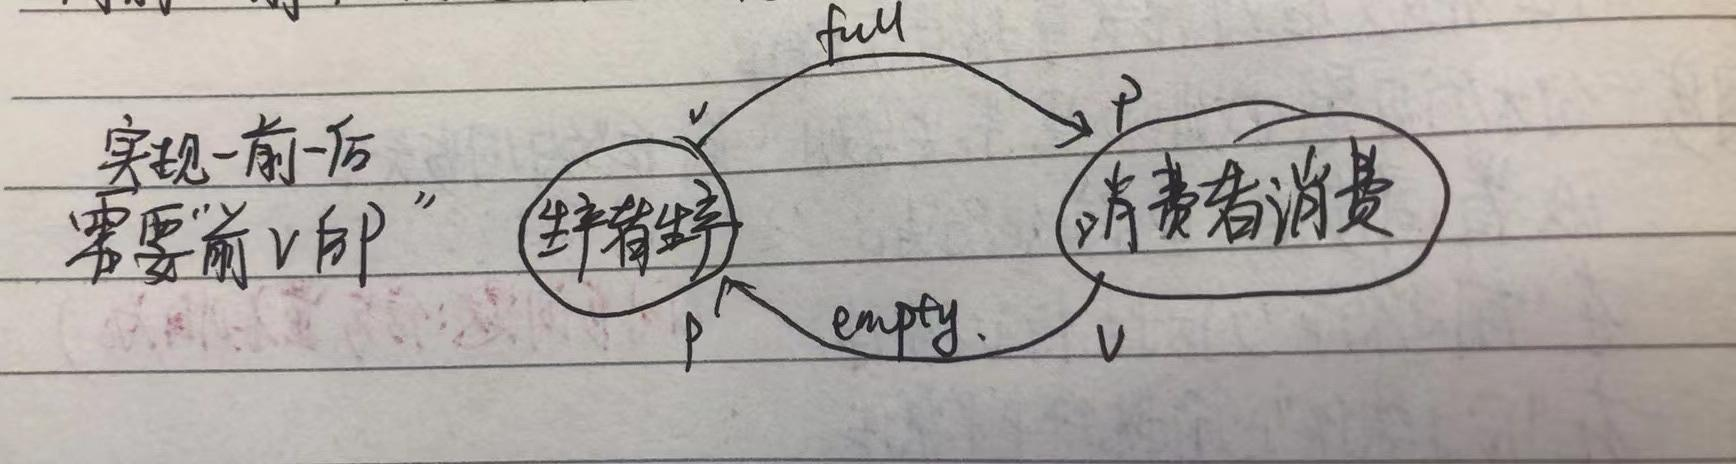 full
V
P
实现一前一后
需要"前V后P"
生产者生产
消费者消费
P
empty.
V